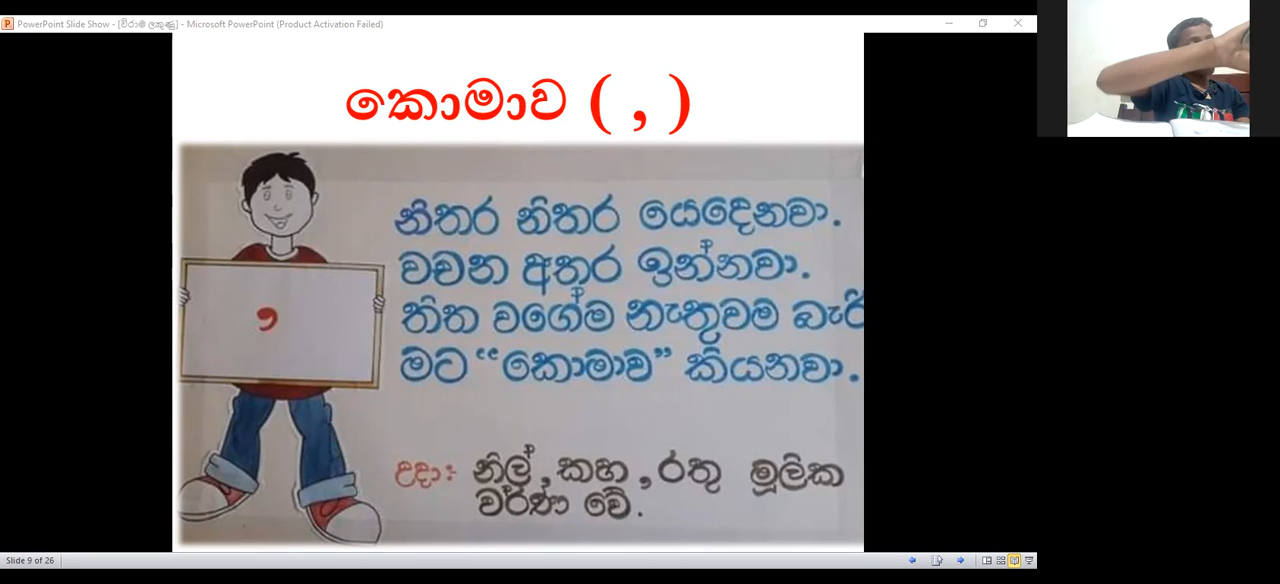 PowerPoint Slide Show - [විරාම ලකුණු] - Microsoft PowerPoint (Product Activation Failed)
කොමාව ( , )
නිතර නිතර යෙදෙනවා.
වචන අතර ඉන්නවා.
,
තිත වගේම නැතුවම
මට “කොමාව” කියනවා.
උදා:- නිල්, කහ, රතු මූලික
වර්ණ වේ.
Slide 9 of 26